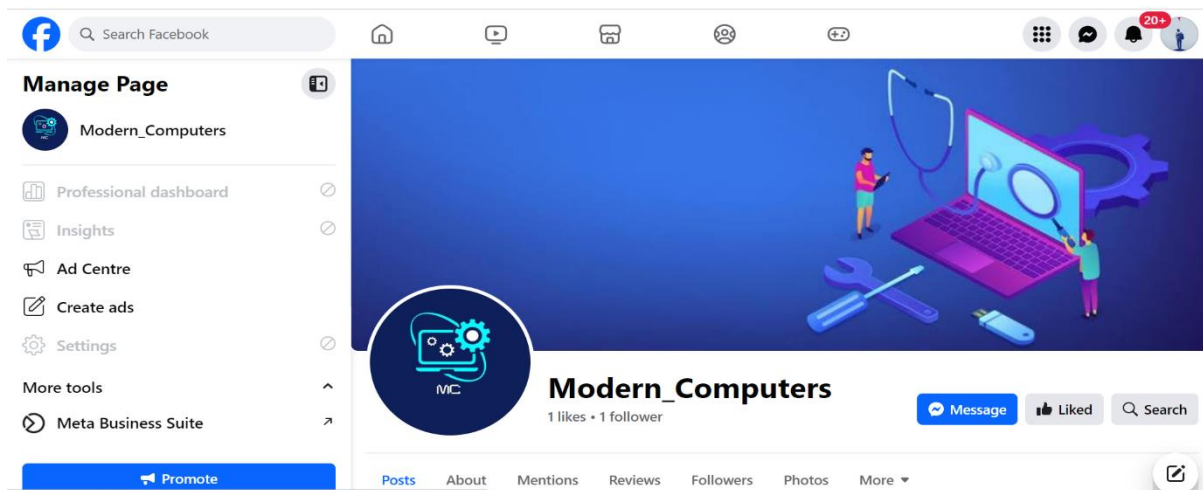 Search Facebook
20+
Manage Page
Modern_Computers
Professional dashboard
Insights
Ad Centre
Create ads
Settings
More tools
Meta Business Suite
Promote
MC
Modern_Computers
1 likes • 1 follower
Message
Liked
Search
Posts About Mentions Reviews Followers Photos More